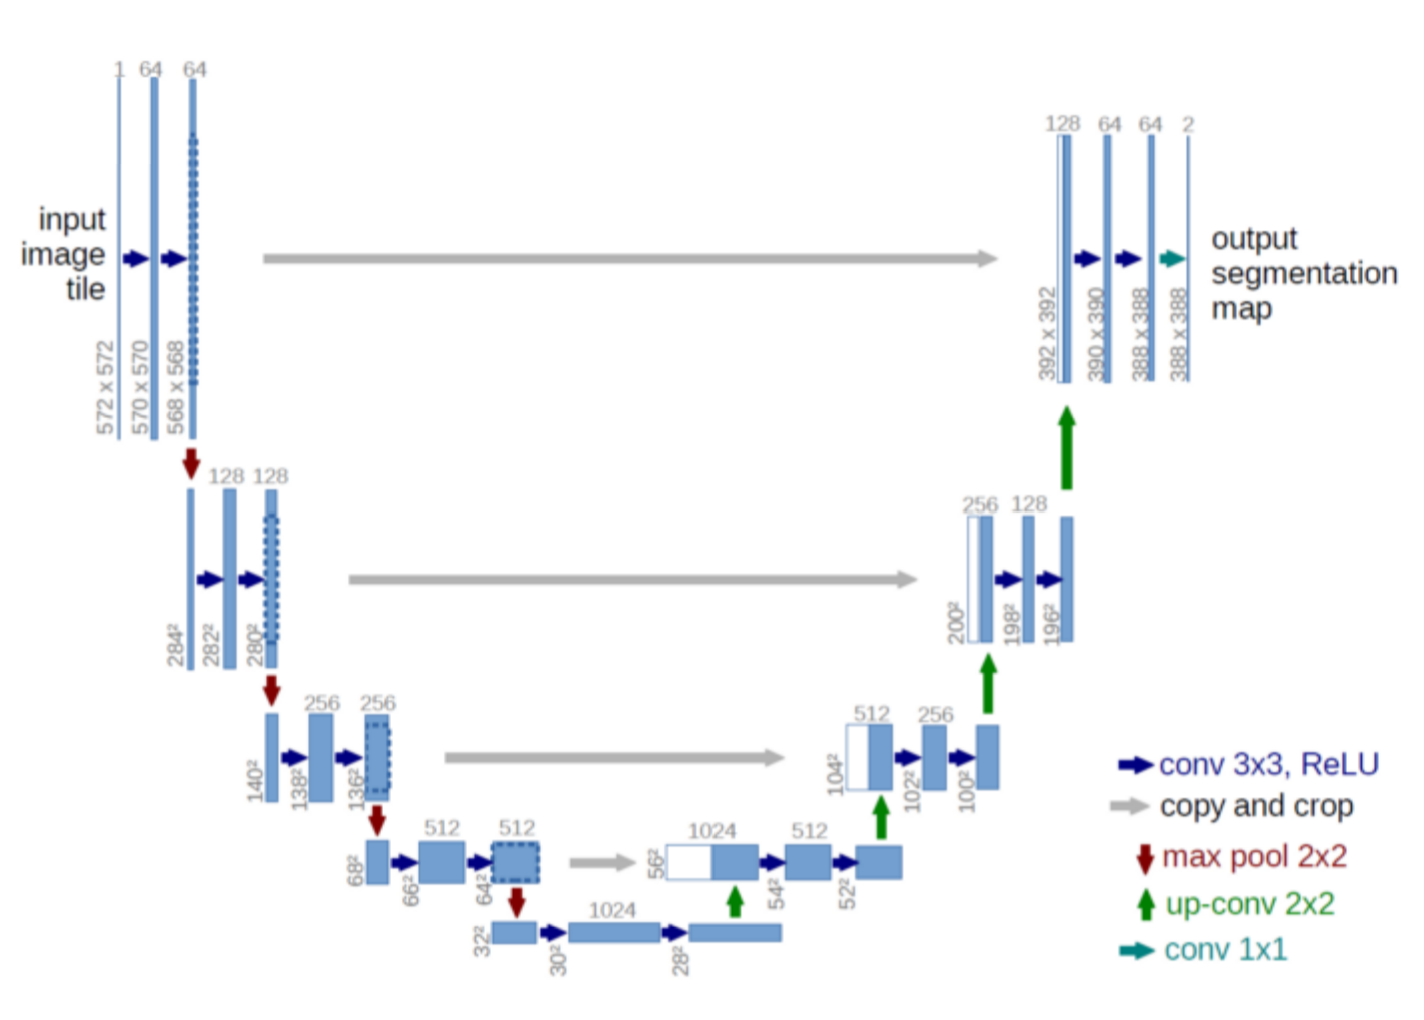 1 64 64
input
image
tile
572 x 572
570 x 570
568 x 568
128 64 64 2
output
segmentation
map
392 x 392
390 x 390
388 x 388
388 x 388
128 128
284²
282²
280²
256 128
200²
198²
196²
256 256
140²
138²
136²
512 256
104²
102²
100²
512 512
68²
66²
64²
1024 512
56²
54²
52²
1024
32²
30²
28²
conv 3x3, ReLU
copy and crop
max pool 2x2
up-conv 2x2
conv 1x1